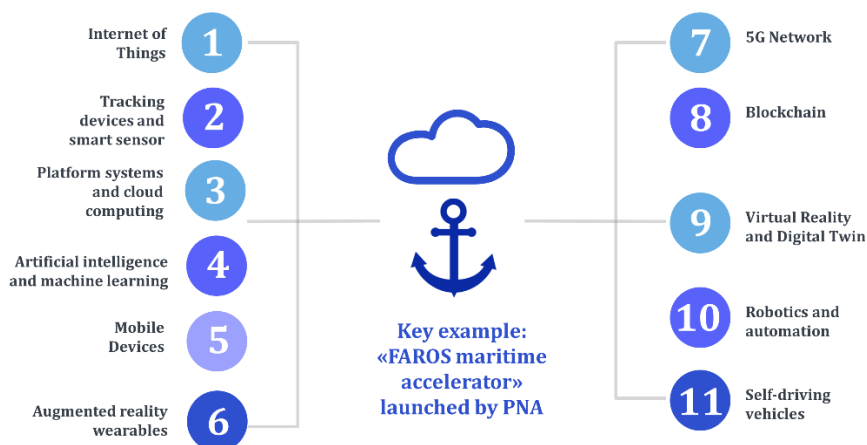 1
Internet of
Things
2
Tracking
devices and
smart sensor
3
Platform systems
and cloud
computing
4
Artificial intelligence
and machine learning
5
Mobile
Devices
6
Augmented reality
wearables
Key example:
«FAROS maritime
accelerator»
launched by PNA
7
5G Network
8
Blockchain
9
Virtual Reality
and Digital Twin
10
Robotics and
automation
11
Self-driving
vehicles